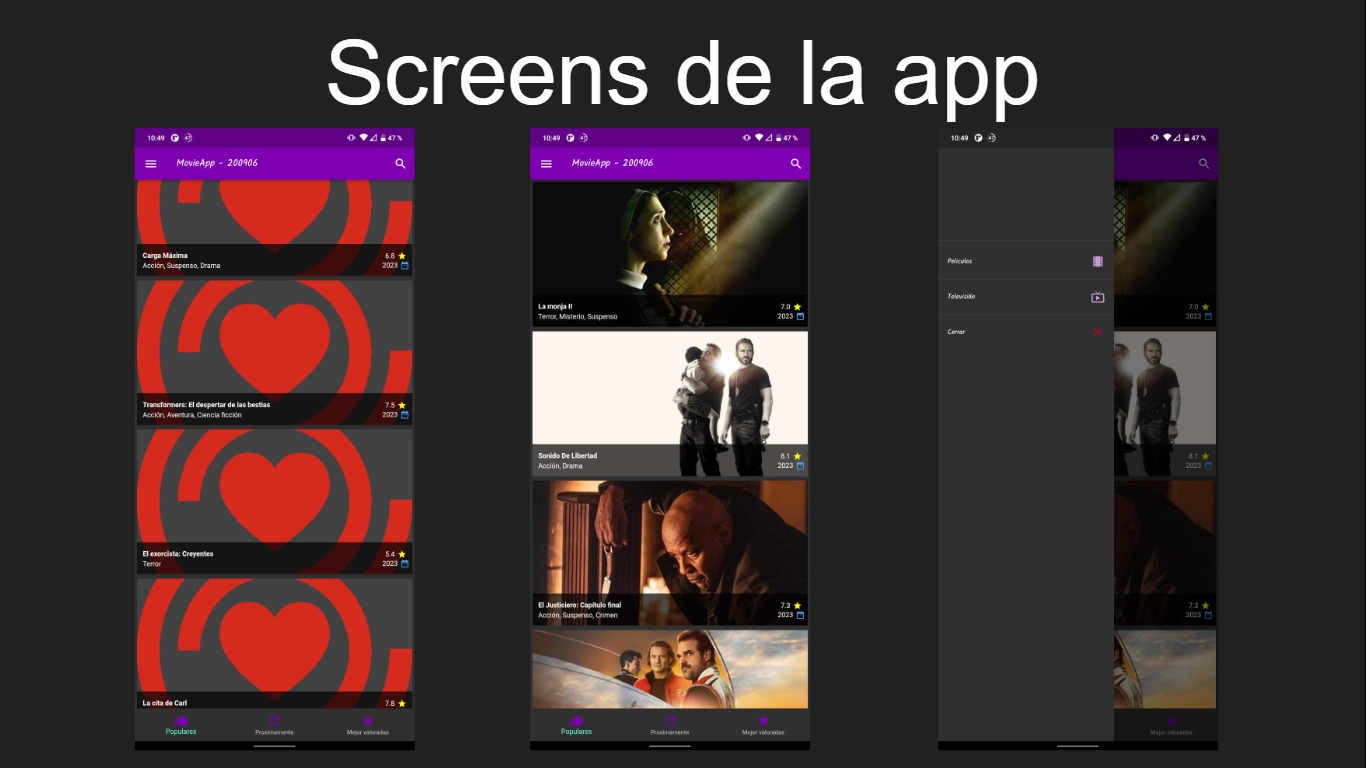 Screens de la app
10:49
47 %
MovieApp - 200906
Carga Máxima
6.8
Acción, Suspenso, Drama
2023
Transformers: El despertar de las bestias
7.5
Acción, Aventura, Ciencia ficción
2023
El exorcista: Creyentes
5.4
Terror
2023
La cita de Carl
7.8
Populares
Proximamente
Mejor valoradas
10:49
47 %
MovieApp - 200906
La monja II
7.0
Terror, Misterio, Suspenso
2023
Sonido De Libertad
8.1
Acción, Drama
2023
El Justiciero: Capítulo final
7.3
Acción, Suspenso, Crimen
2023
Populares
Proximamente
Mejor valoradas
10:49
47 %
Películas
Televisión
Cerrar
7.0
2023
8.1
2023
7.3
2023
Mejor valoradas